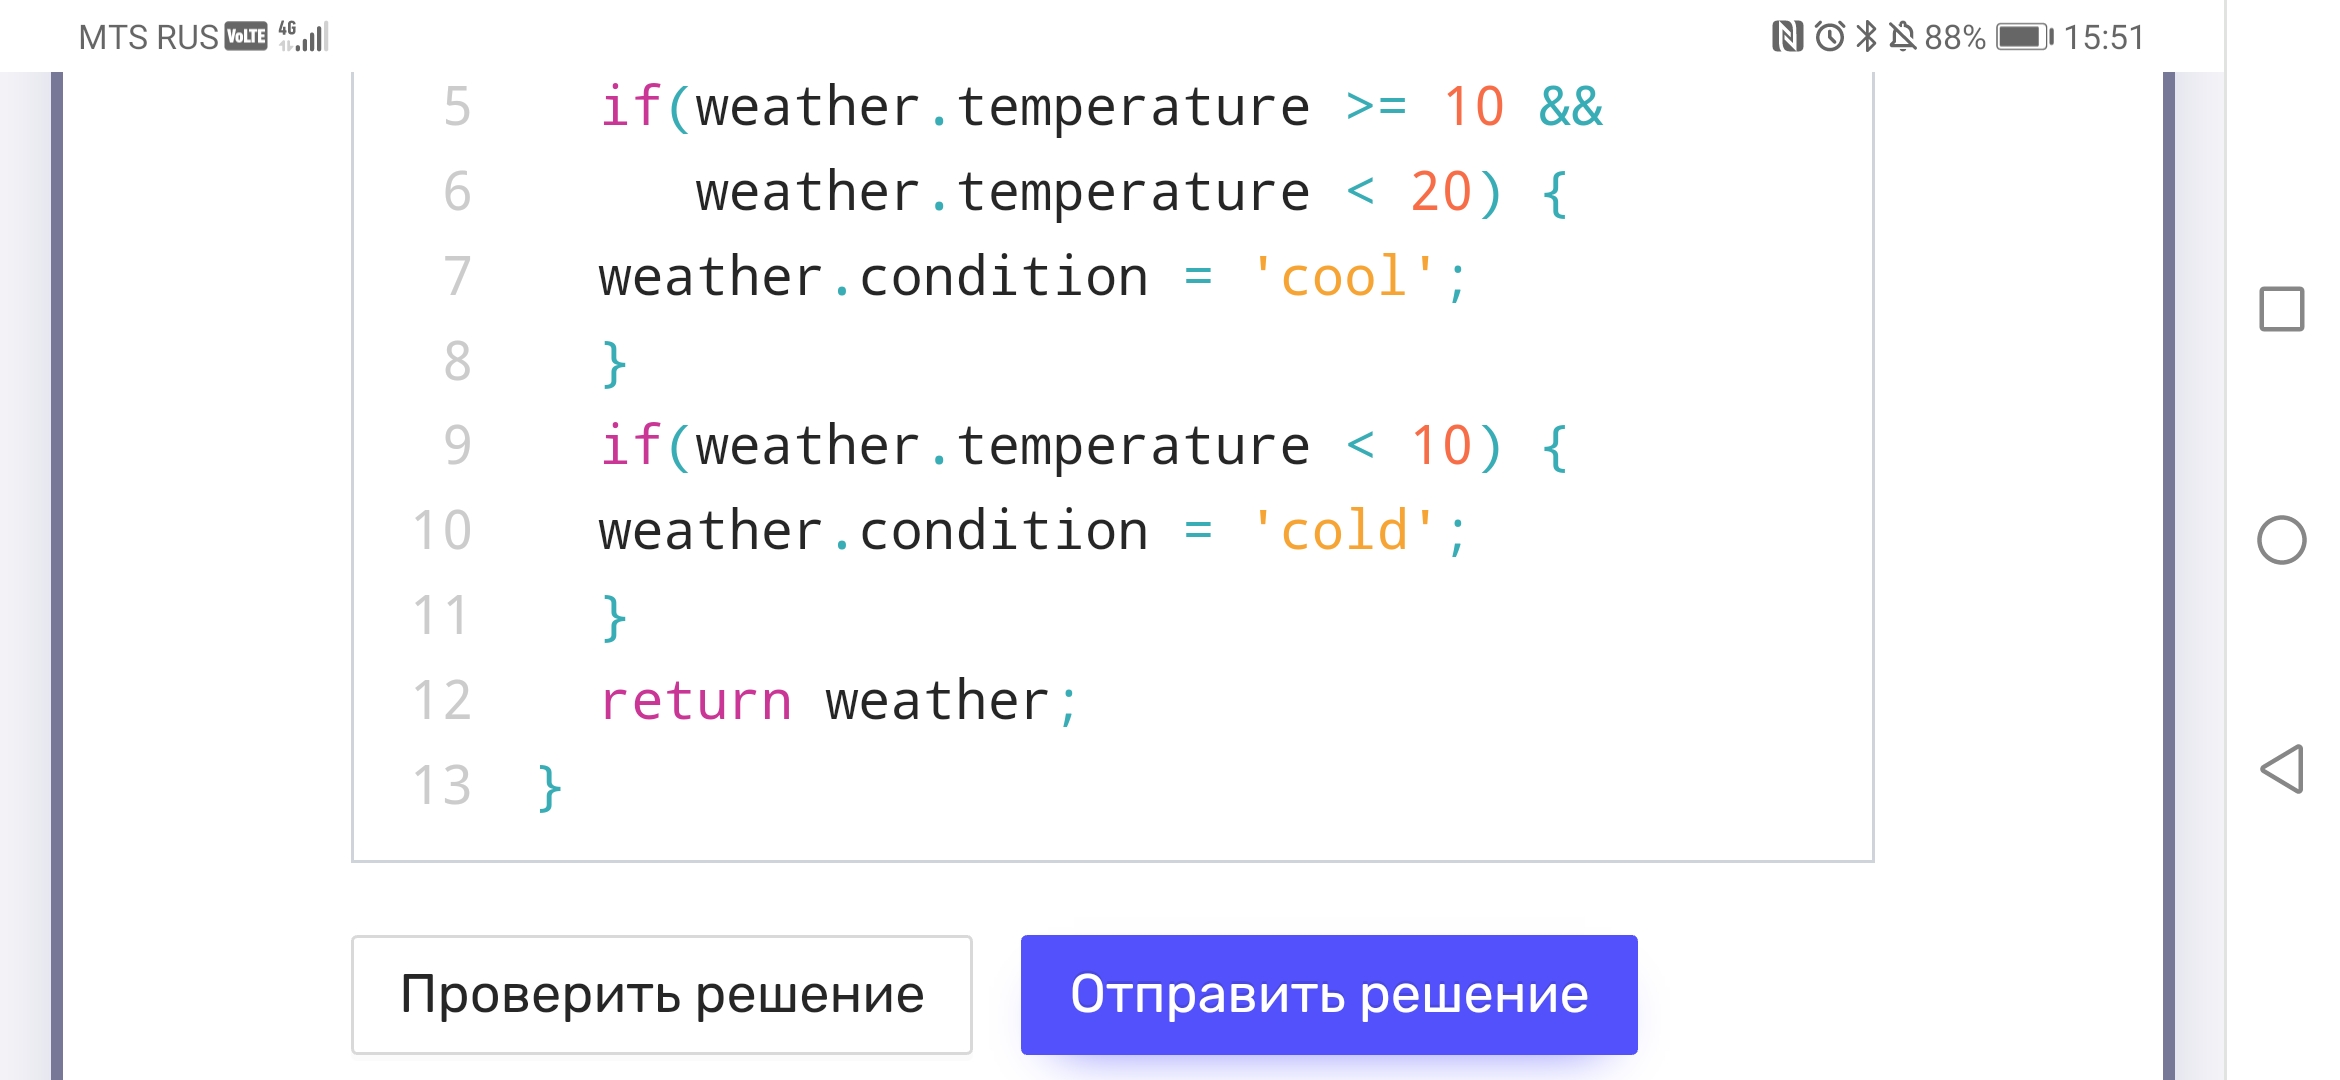 MTS RUS VoLTE 4G 88% 15:51
5 if(weather.temperature >= 10 &&
6 weather.temperature < 20) {
7 weather.condition = 'cool';
8 }
9 if(weather.temperature < 10) {
10 weather.condition = 'cold';
11 }
12 return weather;
13 }
Проверить решение Отправить решение